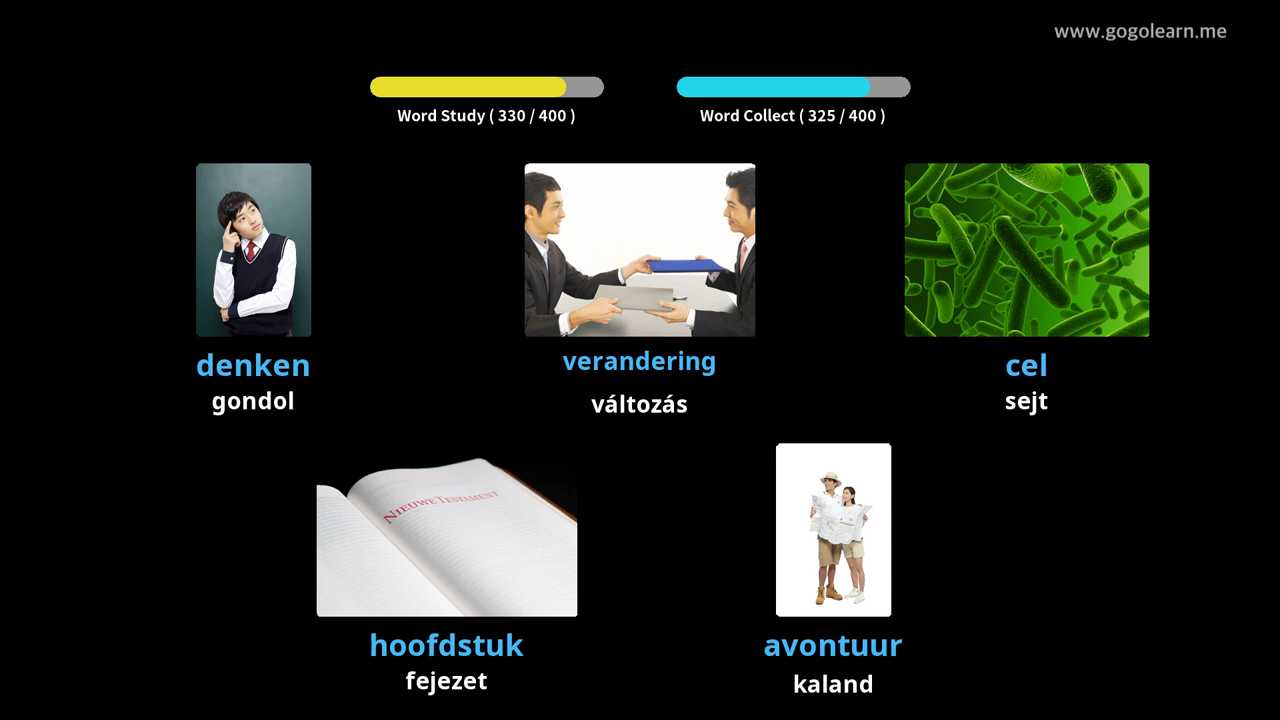 www.gogolearn.me
Word Study ( 330 / 400 )
Word Collect ( 325 / 400 )
denken
gondol
verandering
változás
cel
sejt
NIEUWE TESTAMENT
hoofdstuk
fejezet
avontuur
kaland